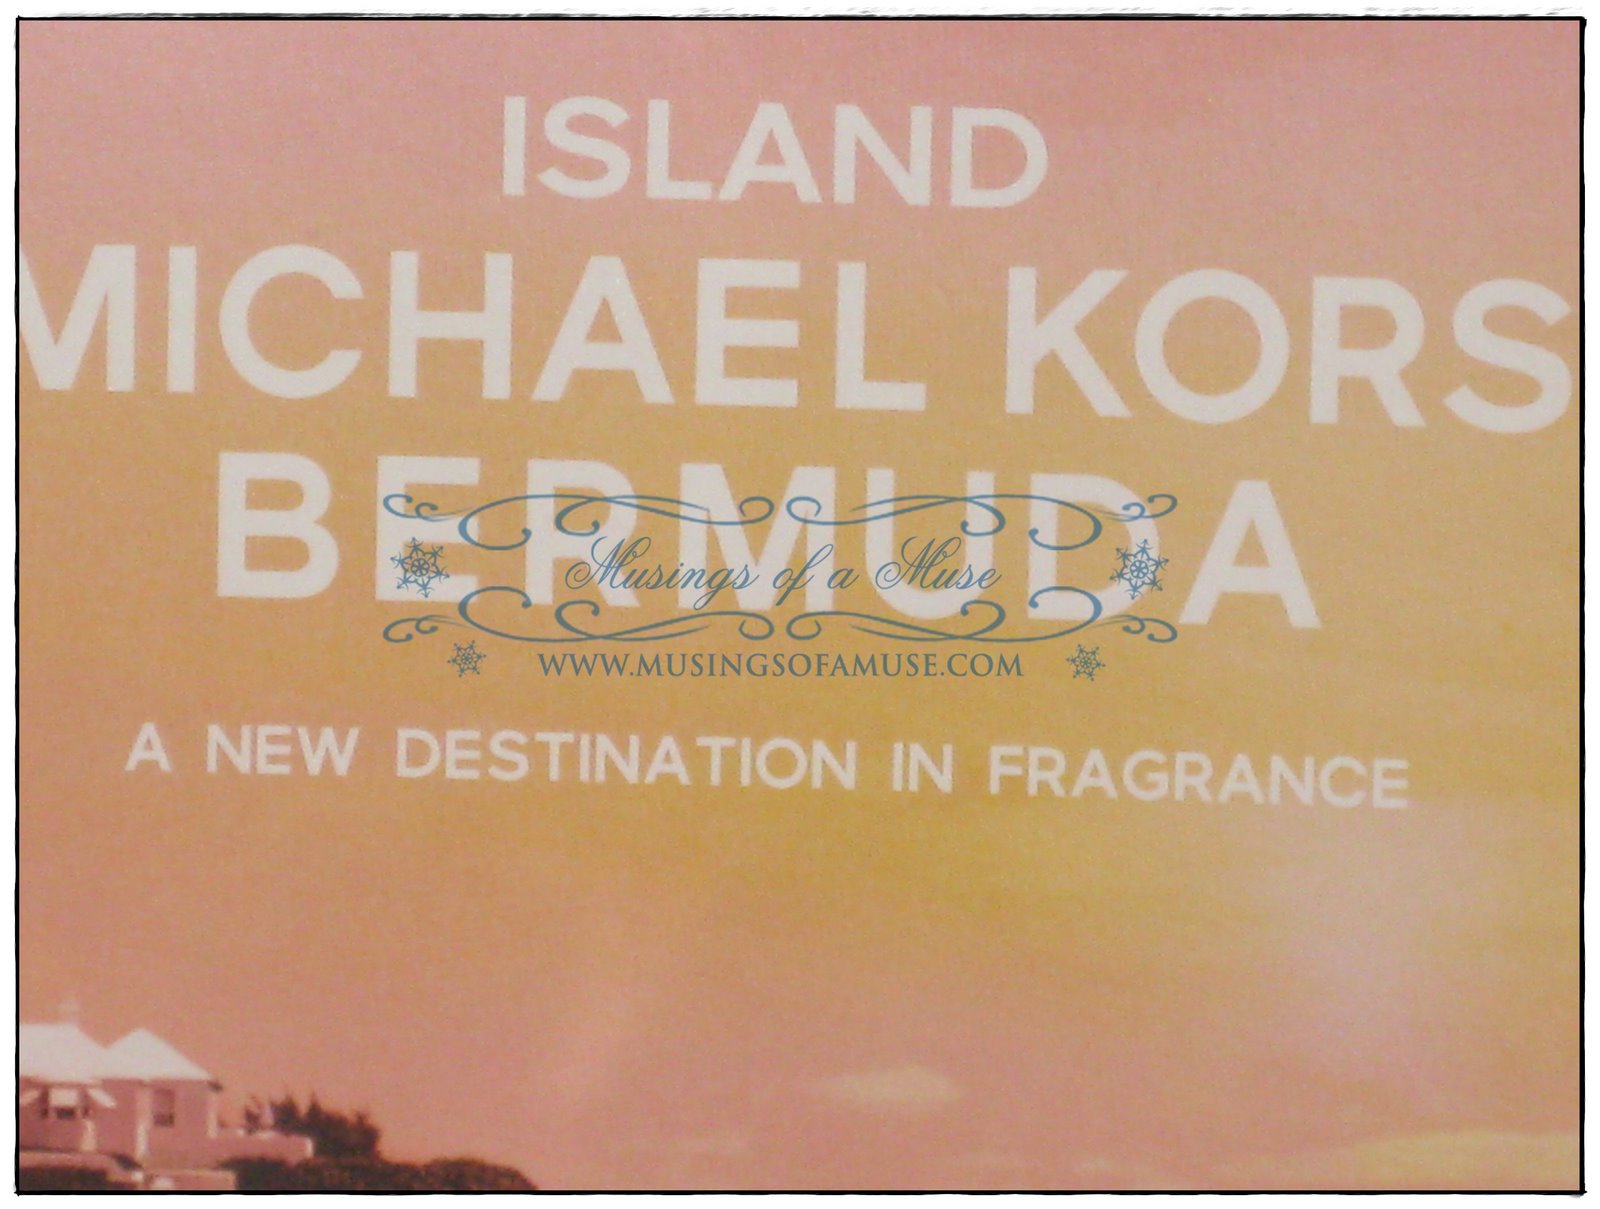 ISLAND
MICHAEL KORS
BERMUDA
Musings of a Muse
WWW.MUSINGSOFAMUSE.COM
A NEW DESTINATION IN FRAGRANCE